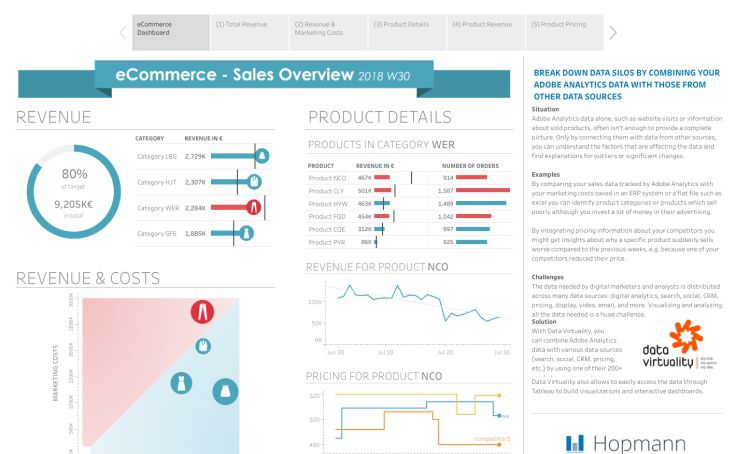 eCommerce
Dashboard
(1) Total Revenue
(2) Revenue &
Marketing Costs
(3) Product Details
(4) Product Revenue
(5) Product Pricing
eCommerce - Sales Overview 2018 W30
REVENUE
80%
of target
9,205K€
in total
CATEGORY REVENUE IN €
Category LBG 2,729K
Category HJT 2,307K
Category WER 2,284K
Category GFE 1,885K
REVENUE & COSTS
MARKETING COSTS
3000K
2500K
2000K
1500K
1000K
500K
0K
PRODUCT DETAILS
PRODUCTS IN CATEGORY WER
PRODUCT REVENUE IN € NUMBER OF ORDERS
Product NCO 467K 914
Product CLY 501K 1,587
Product HYW 463K 1,489
Product FQD 454K 1,042
Product CQE 312K 997
Product PYR 86K 925
REVENUE FOR PRODUCT NCO
100K
50K
0K
Jun 30 Jul 10 Jul 20 Jul 30
PRICING FOR PRODUCT NCO
520
500
480
competitorS
BREAK DOWN DATA SILOS BY COMBINING YOUR
ADOBE ANALYTICS DATA WITH THOSE FROM
OTHER DATA SOURCES
Situation
Adobe Analytics data alone, such as website visits or information
about sold products, often isn't enough to provide a complete
picture. Only by connecting them with data from other sources,
you can understand the factors that are affecting the data and
find explanations for outliers or significant changes.
Examples
By comparing your sales data tracked by Adobe Analytics with
your marketing costs saved in an ERP system or a flat file such as
excel you can identify product categories or products which sell
poorly although you invest a lot of money in their advertising.
By integrating pricing information about your competitors you
might get insights about why a specific product suddenly sells
worse compared to the previous weeks, e.g. because one of your
competitors reduced their price.
Challenges
The data needed by digital marketers and analysts is distributed
across many data sources: digital analytics, search, social, CRM,
pricing, display, video, email, and more. Visualizing and analyzing
all the data needed is a huge challenge.
Solution
With Data Virtuality, you
can combine Adobe Analytics
data with various data sources
(search, social, CRM, pricing,
etc.) by using one of their 200+
data virtuality
Data Virtuality also allows to easily access the data through
Tableau to build visualizations and interactive dashboards.
Hopmann